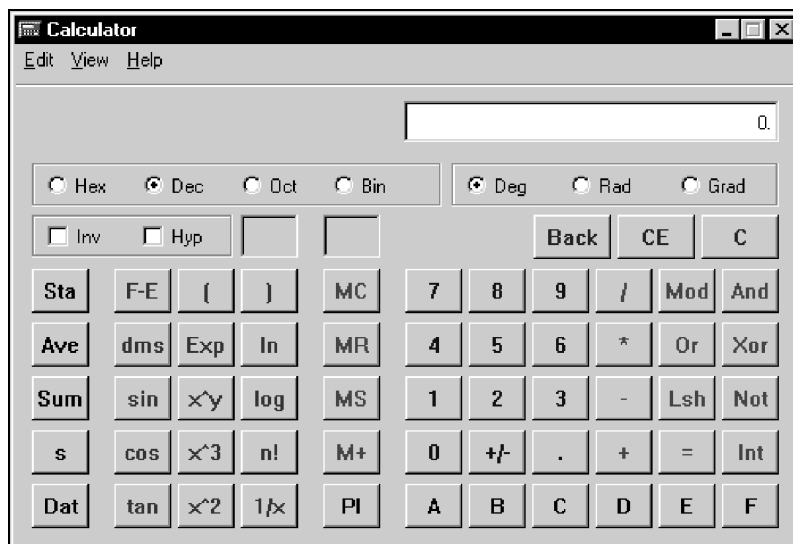 Calculator
Edit View Help
0.
Hex Dec Oct Bin Deg Rad Grad
Inv Hyp Back CE C
Sta F-E ( ) MC 7 8 9 / Mod And
Ave dms Exp ln MR 4 5 6 * Or Xor
Sum sin x^y log MS 1 2 3 - Lsh Not
s cos x^3 n! M+ 0 +/- . + = Int
Dat tan x^2 1/x PI A B C D E F